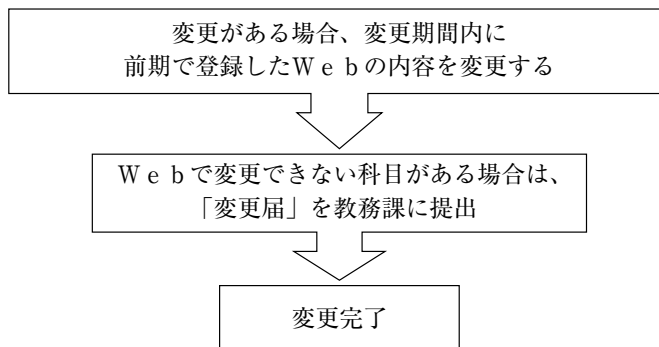 変更がある場合、変更期間内に
前期で登録したＷｅｂの内容を変更する
Ｗｅｂで変更できない科目がある場合は、
「変更届」を教務課に提出
変更完了